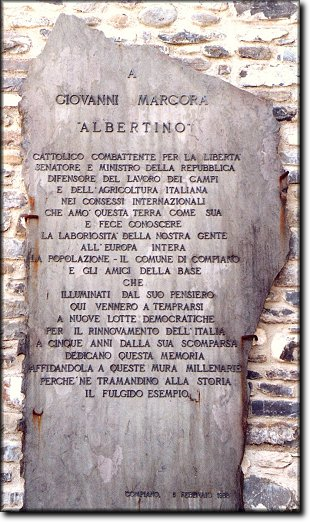 A
GIOVANNI MARCORA
"ALBERTINO"
CATTOLICO COMBATTENTE PER LA LIBERTÀ
SENATORE E MINISTRO DELLA REPUBBLICA
DIFENSORE DEL LAVORO DEI CAMPI
E DELL'AGRICOLTURA ITALIANA
NEI CONSESSI INTERNAZIONALI
CHE AMÒ QUESTA TERRA COME SUA
E FECE CONOSCERE
LA LABORIOSITÀ DELLA NOSTRA GENTE
ALL'EUROPA INTERA
LA POPOLAZIONE - IL COMUNE DI COMPIANO
E GLI AMICI DELLA BASE
CHE
ILLUMINATI DAL SUO PENSIERO
QUI VENNERO A TEMPRARSI
A NUOVE LOTTE DEMOCRATICHE
PER IL RINNOVAMENTO DELL'ITALIA
A CINQUE ANNI DALLA SUA SCOMPARSA
DEDICANO QUESTA MEMORIA
AFFIDANDOLA A QUESTE MURA MILLENARIE
PERCHÈ NE TRAMANDINO ALLA STORIA
IL FULGIDO ESEMPIO.
COMPIANO, FEBBRAIO